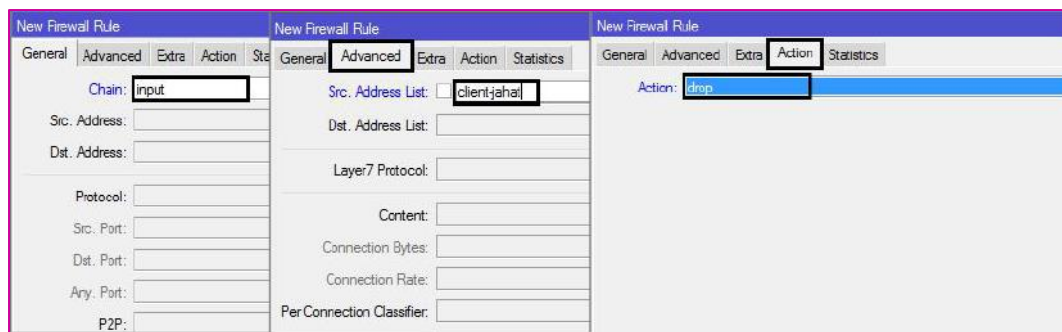 New Firewall Rule
General Advanced Extra Action Sta
Chain: input
Src. Address:
Dst. Address:
Protocol:
Src. Port:
Dst. Port:
Any. Port:
P2P:
New Firewall Rule
General Advanced Extra Action Statistics
Src. Address List: client-jahat
Dst. Address List:
Layer7 Protocol:
Content:
Connection Bytes:
Connection Rate:
Per Connection Classifier:
New Firewall Rule
General Advanced Extra Action Statistics
Action: drop